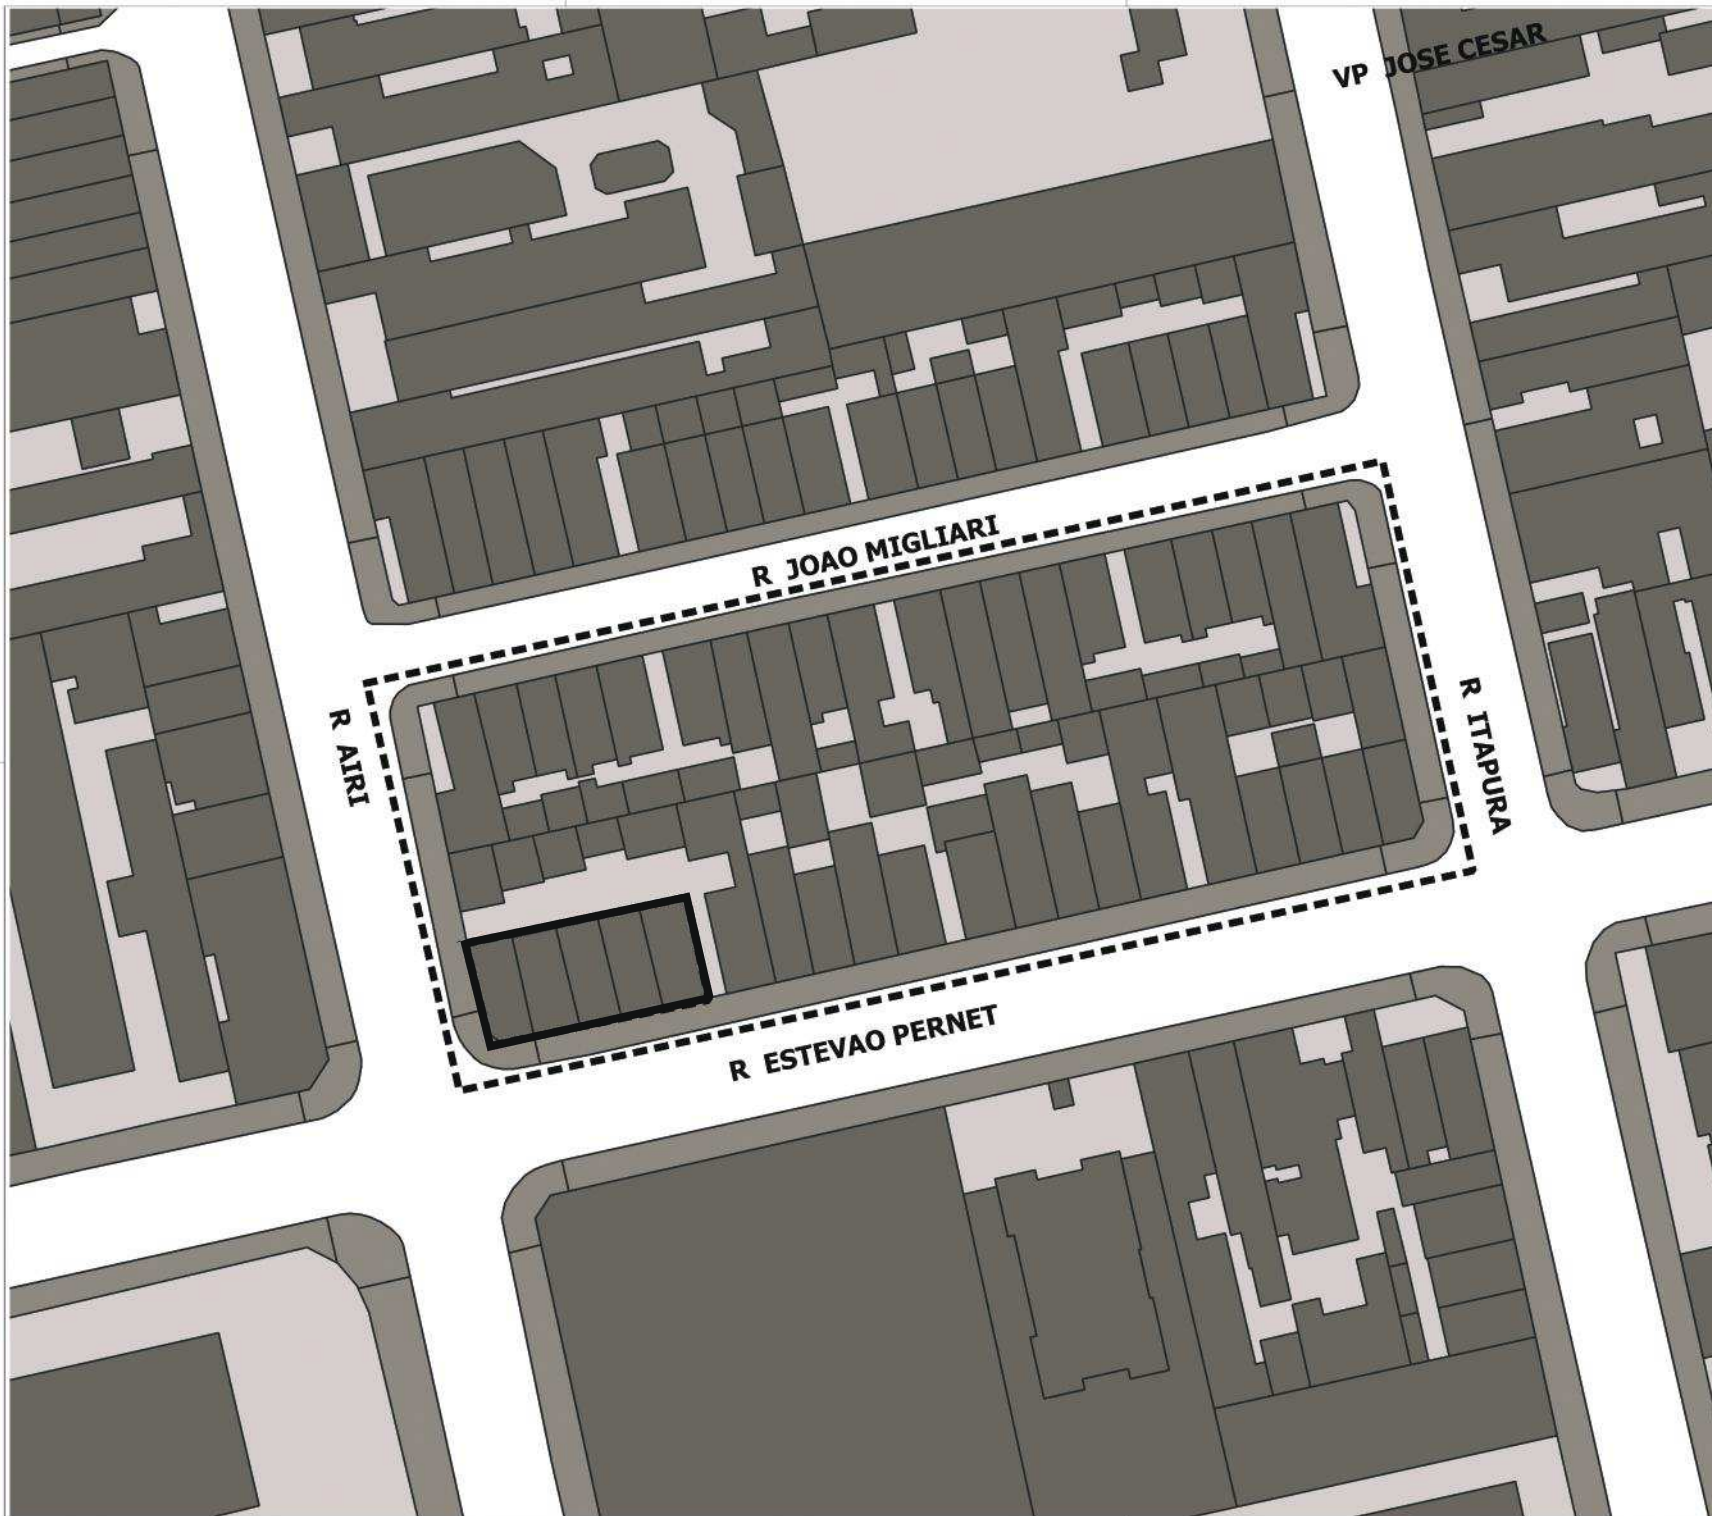 VP JOSE CESAR
R JOAO MIGLIARI
R AIRI
R ITAPURA
R ESTEVAO PERNET